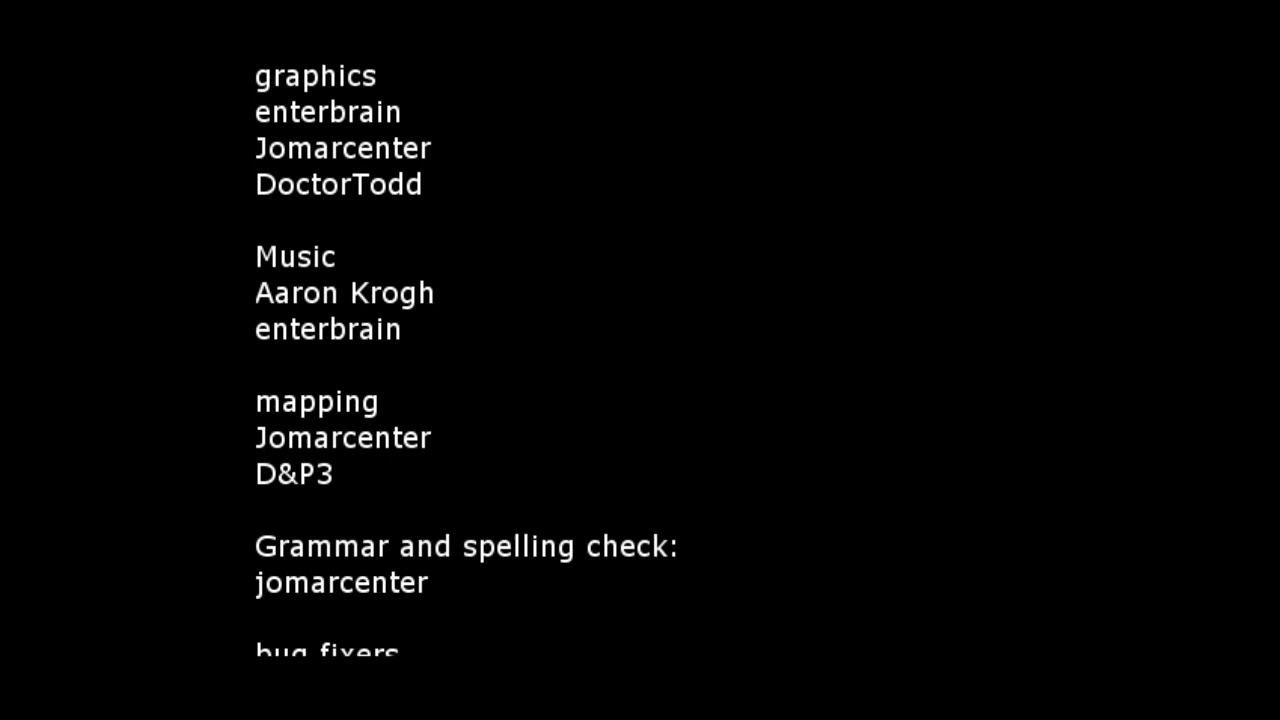 graphics
enterbrain
Jomarcenter
DoctorTodd
Music
Aaron Krogh
enterbrain
mapping
Jomarcenter
D&P3
Grammar and spelling check:
jomarcenter
bug fixers